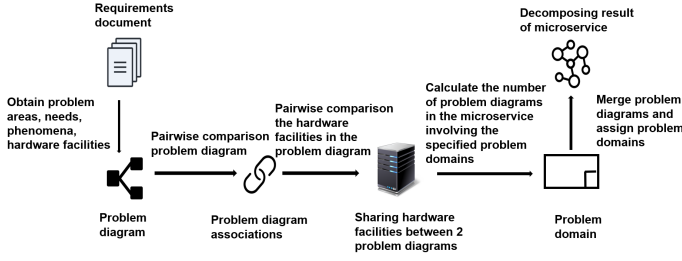 Requirements
document
Obtain problem
areas, needs,
phenomena,
hardware facilities
Problem
diagram
Pairwise comparison
problem diagram
Problem diagram
associations
Pairwise comparison
the hardware
facilities in the
problem diagram
Sharing hardware
facilities between 2
problem diagrams
Calculate the number
of problem diagrams
in the microservice
involving the
specified problem
domains
Problem
domain
Merge problem
diagrams and
assign problem
domains
Decomposing result
of microservice